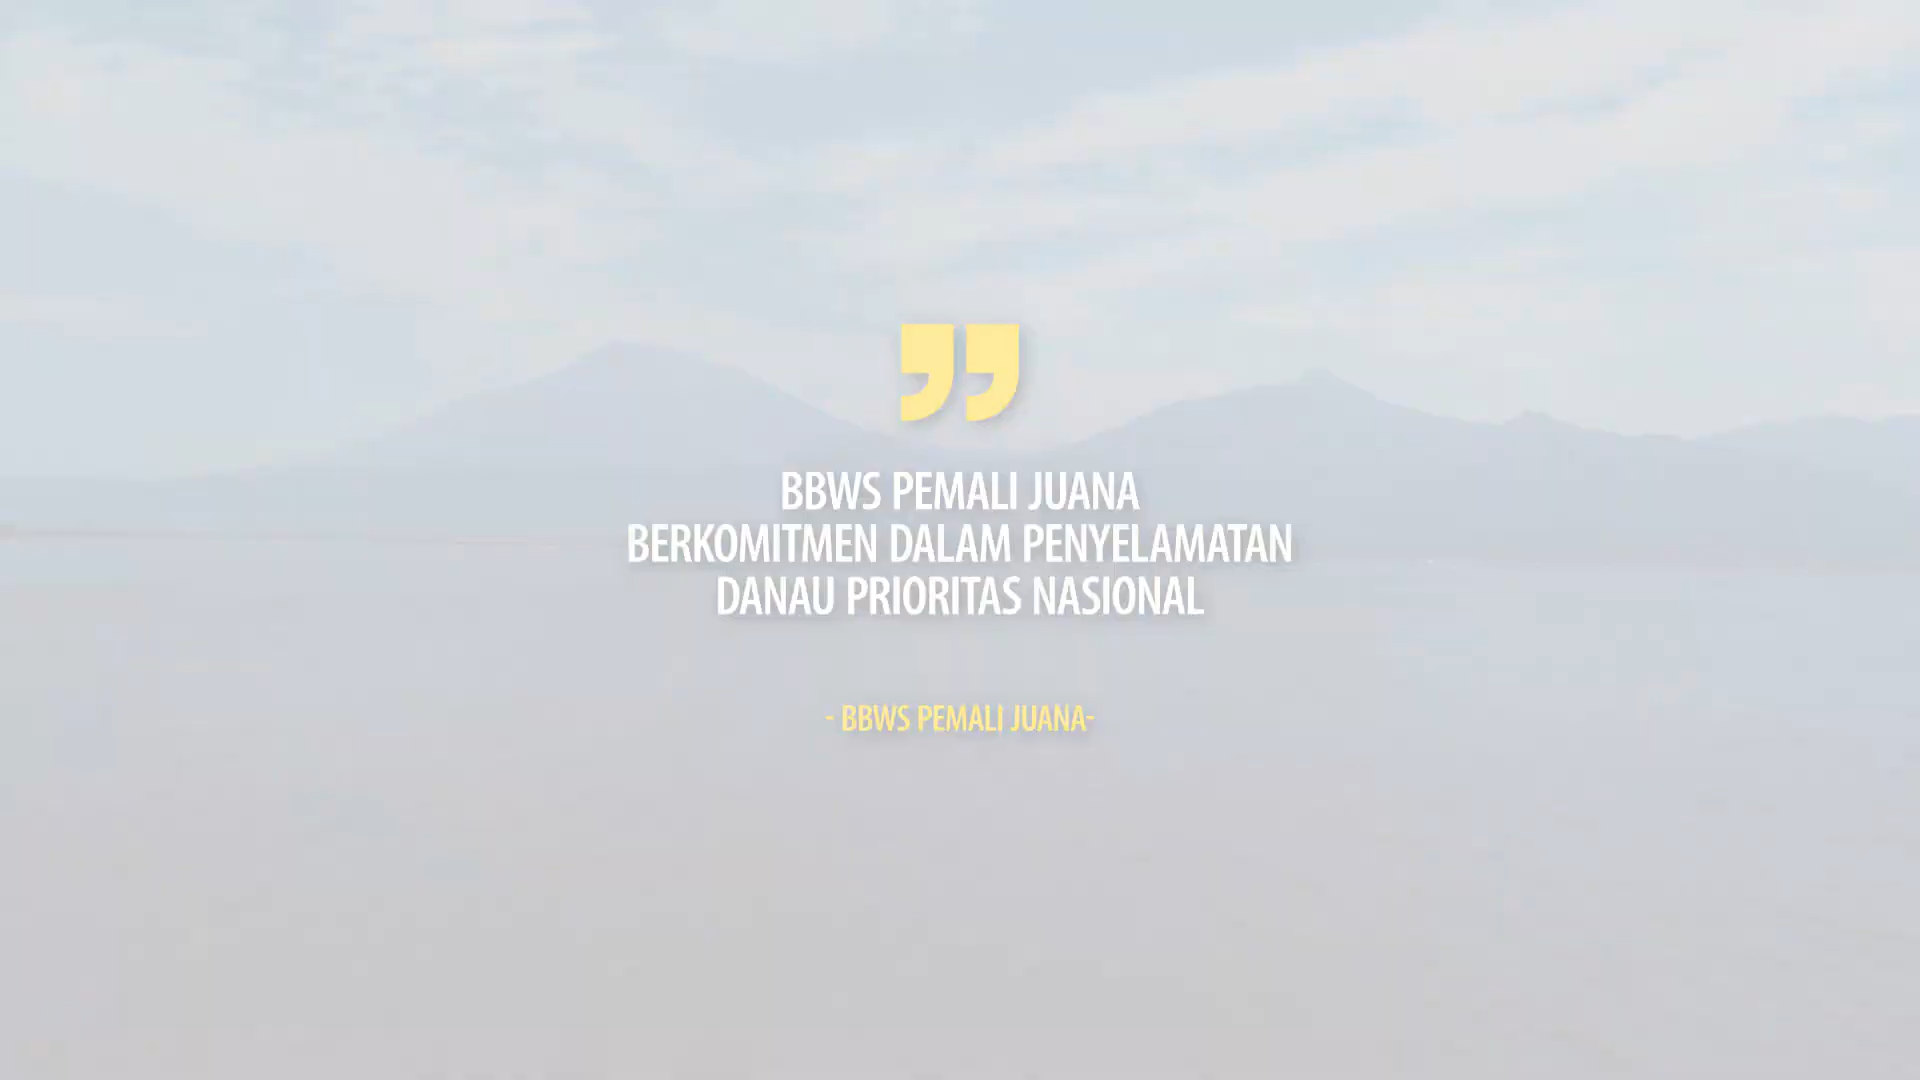 ”
BBWS PEMALI JUANA
BERKOMITMEN DALAM PENYELAMATAN
DANAU PRIORITAS NASIONAL
- BBWS PEMALI JUANA-